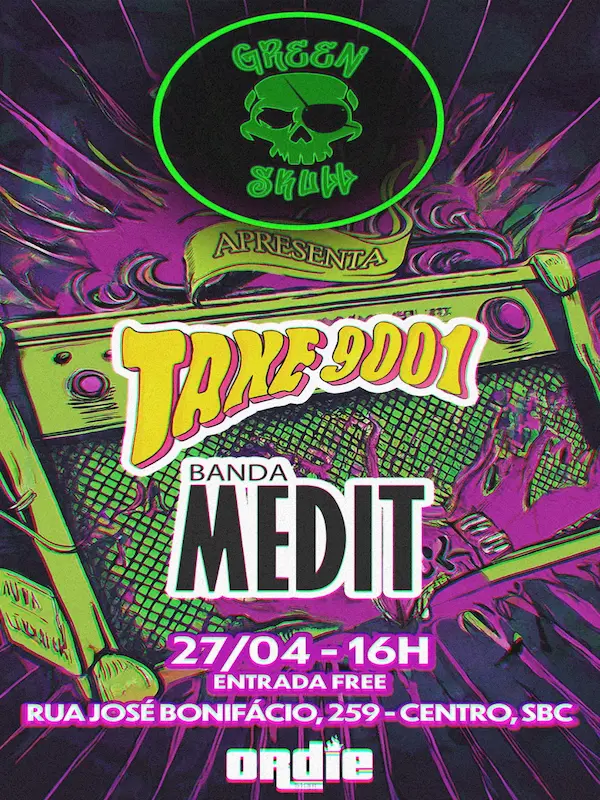 GREEN
SKULL
APRESENTA
TANE 9001
BANDA
MEDIT
27/04 - 16H
ENTRADA FREE
RUA JOSÉ BONIFÁCIO, 259 - CENTRO, SBC
ORdie